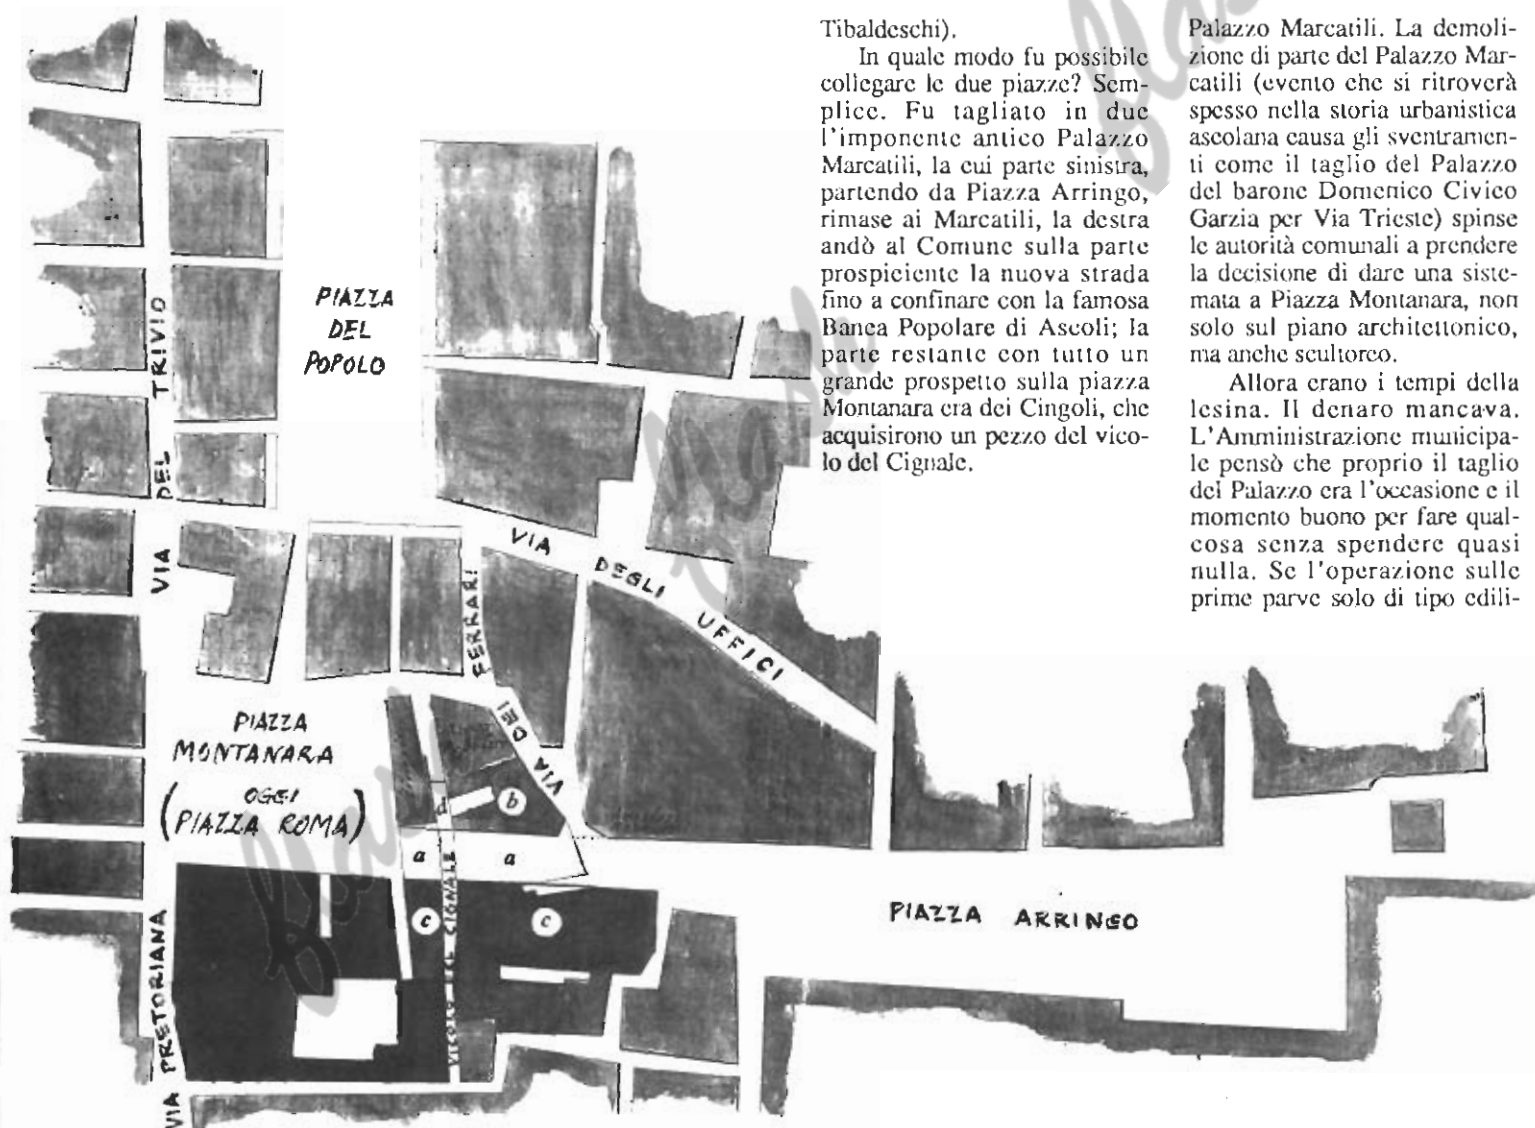 Tibaldeschi).
In quale modo fu possibile
collegare le due piazze? Sem-
plice. Fu tagliato in due
l'imponente antico Palazzo
Marcatili, la cui parte sinistra,
partendo da Piazza Arringo,
rimase ai Marcatili, la destra
andò al Comune sulla parte
prospiciente la nuova strada
fino a confinare con la famosa
Banca Popolare di Ascoli; la
parte restante con tutto un
grande prospetto sulla piazza
Montanara era dei Cingoli, che
acquisirono un pezzo del vico-
lo del Cignale.
Palazzo Marcatili. La demoli-
zione di parte del Palazzo Mar-
catili (evento che si ritroverà
spesso nella storia urbanistica
ascolana causa gli sventramen-
ti come il taglio del Palazzo
del barone Domenico Civico
Garzia per Via Trieste) spinse
le autorità comunali a prendere
la decisione di dare una siste-
mata a Piazza Montanara, non
solo sul piano architettonico,
ma anche scultoreo.
Allora erano i tempi della
lesina. Il denaro mancava.
L'Amministrazione municipa-
le pensò che proprio il taglio
del Palazzo era l'occasione e il
momento buono per fare qual-
cosa senza spendere quasi
nulla. Se l'operazione sulle
prime parve solo di tipo edili-
PIAZZA
DEL
POPOLO
VIA DEL TRIVIO
VIA DEGLI UFFICI
VIA DEI FERRARI
PIAZZA
MONTANARA
(OGGI
PIAZZA ROMA)
b
d
a a
c c
VICOLO DEL CIGNALE
PIAZZA ARRINGO
VIA PRETORIANA
flash
flash
flash